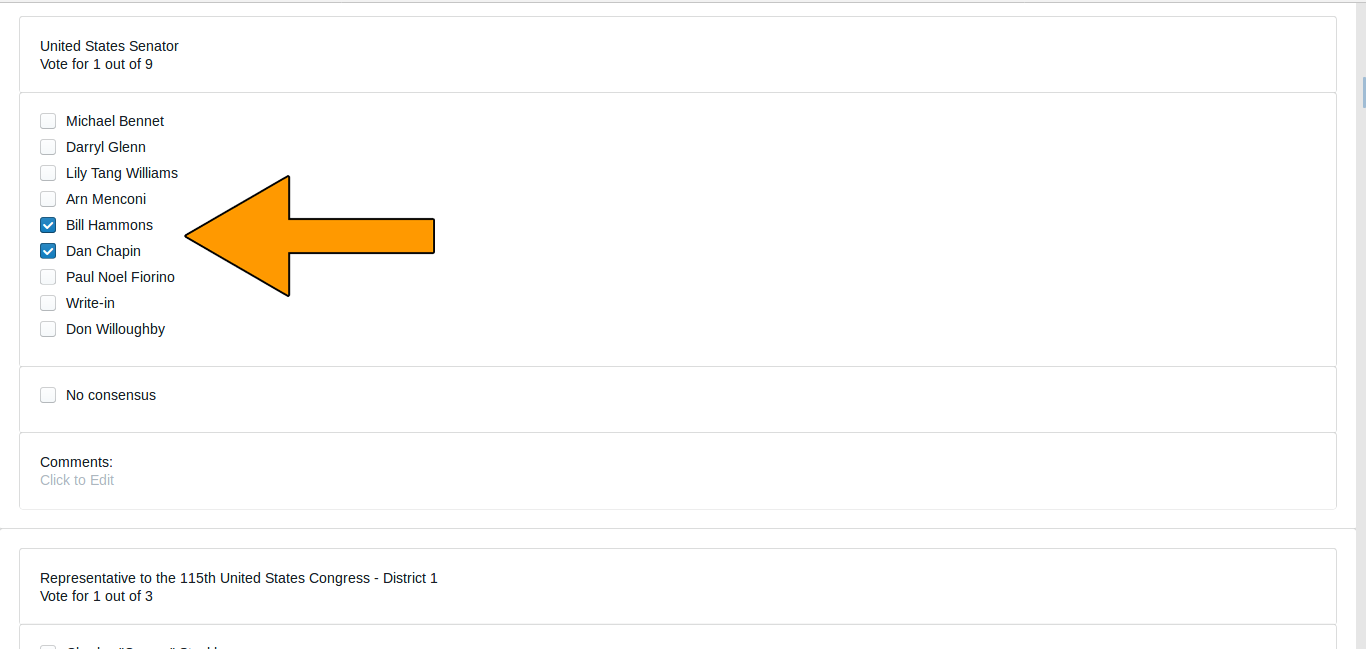 United States Senator
Vote for 1 out of 9
Michael Bennet
Darryl Glenn
Lily Tang Williams
Arn Menconi
Bill Hammons
Dan Chapin
Paul Noel Fiorino
Write-in
Don Willoughby
No consensus
Comments:
Click to Edit
Representative to the 115th United States Congress - District 1
Vote for 1 out of 3